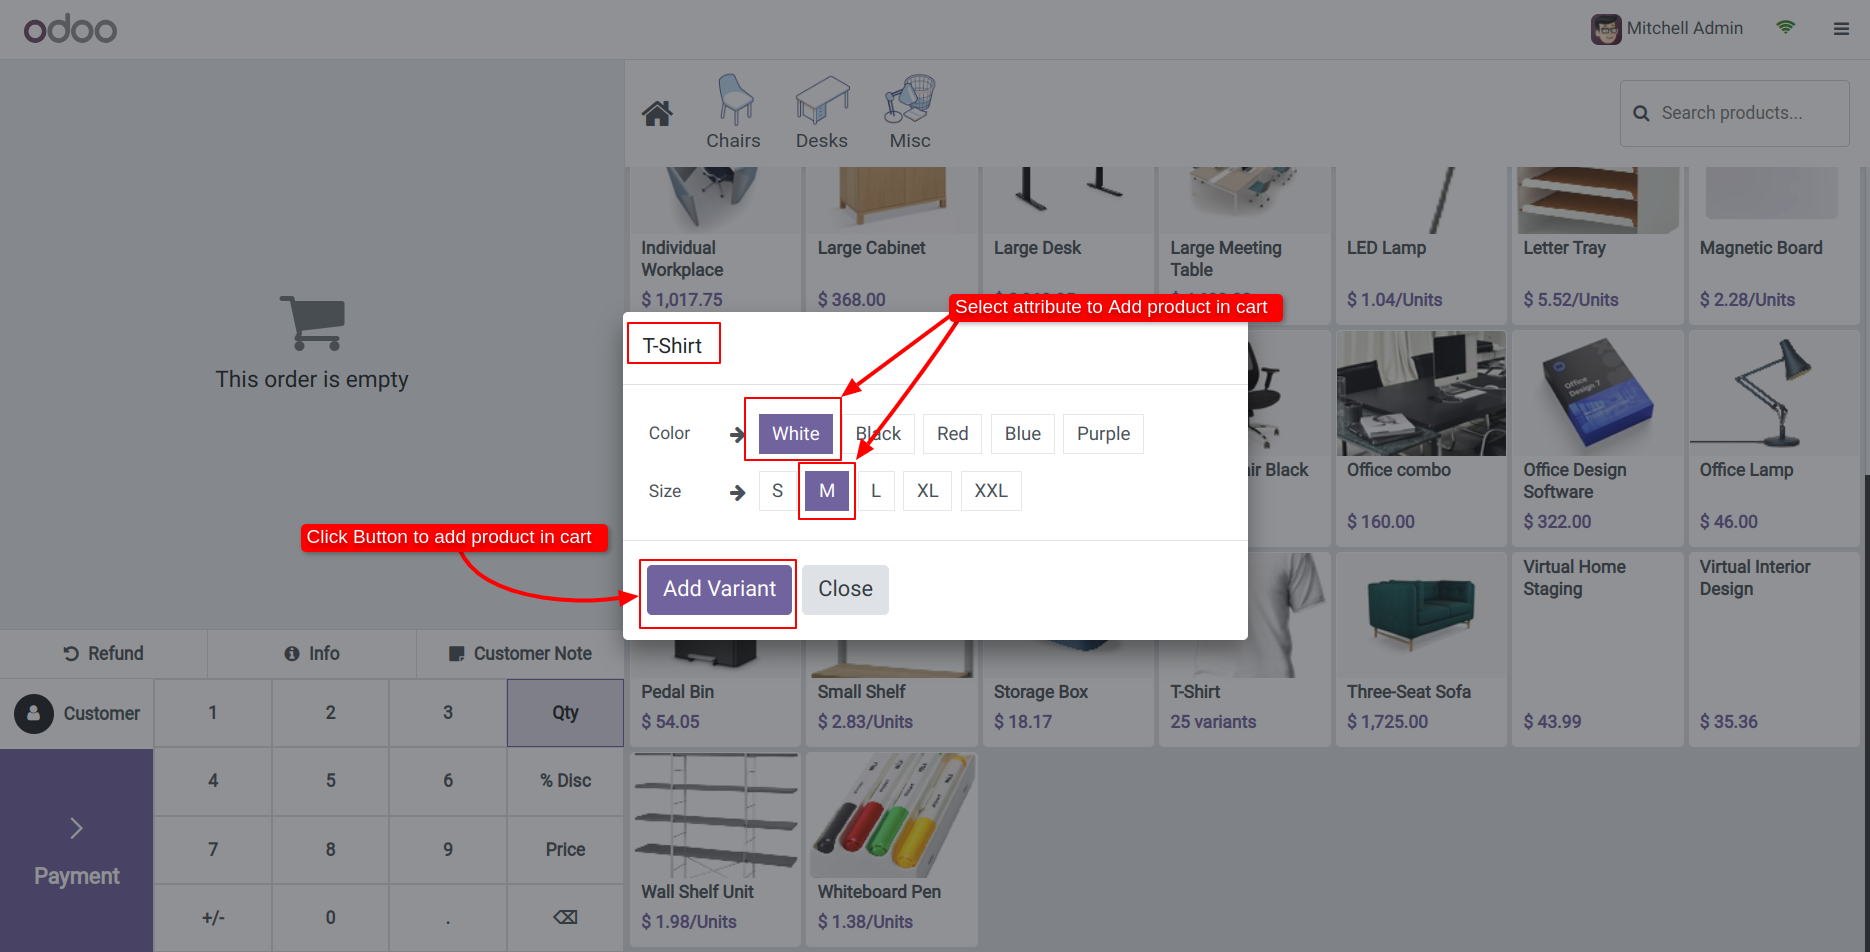 odoo
Mitchell Admin
Chairs
Desks
Misc
Search products...
Individual
Workplace
$ 1,017.75
Large Cabinet
$ 368.00
Large Desk
Large Meeting
Table
LED Lamp
$ 1.04/Units
Letter Tray
$ 5.52/Units
Magnetic Board
$ 2.28/Units
Select attribute to Add product in cart
This order is empty
T-Shirt
Color
White
Black
Red
Blue
Purple
Size
S
M
L
XL
XXL
Click Button to add product in cart
Add Variant
Close
air Black
Office combo
$ 160.00
Office
Design 7
Office Design
Software
$ 322.00
Office Lamp
$ 46.00
Refund
Info
Customer Note
Customer
1
2
3
Qty
4
5
6
% Disc
7
8
9
Price
+/-
0
.
Payment
Pedal Bin
$ 54.05
Small Shelf
$ 2.83/Units
Storage Box
$ 18.17
T-Shirt
25 variants
Three-Seat Sofa
$ 1,725.00
Virtual Home
Staging
$ 43.99
Virtual Interior
Design
$ 35.36
Wall Shelf Unit
$ 1.98/Units
Whiteboard Pen
$ 1.38/Units